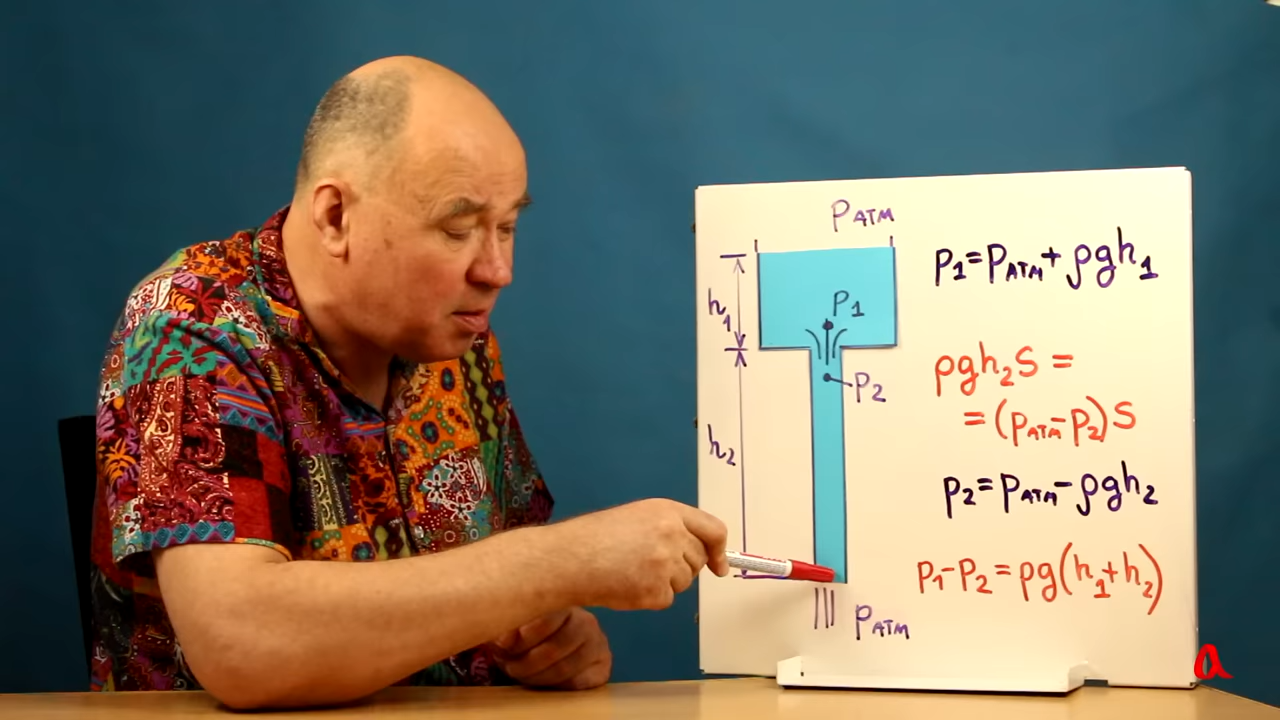 PATM
h1
P1
P2
h2
PATM
p1=pATM+ρgh1
ρgh2S=
=(pATM-p2)S
p2=pATM-ρgh2
p1-p2=ρg(h1+h2)
a